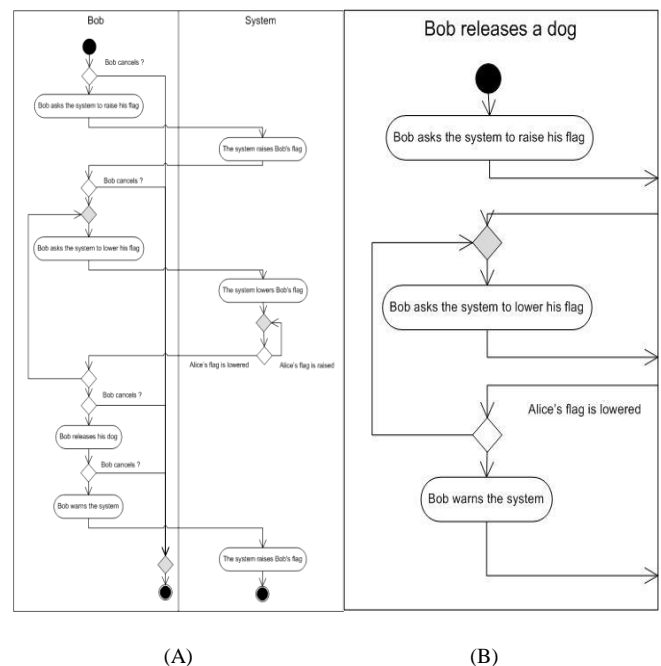 Bob
System
Bob cancels ?
Bob asks the system to raise his flag
The system raises Bob's flag
Bob cancels ?
Bob asks the system to lower his flag
The system lowers Bob's flag
Alice's flag is lowered
Alice's flag is raised
Bob cancels ?
Bob releases his dog
Bob cancels ?
Bob warns the system
The system raises Bob's flag
(A)
Bob releases a dog
Bob asks the system to raise his flag
Bob asks the system to lower his flag
Alice's flag is lowered
Bob warns the system
(B)